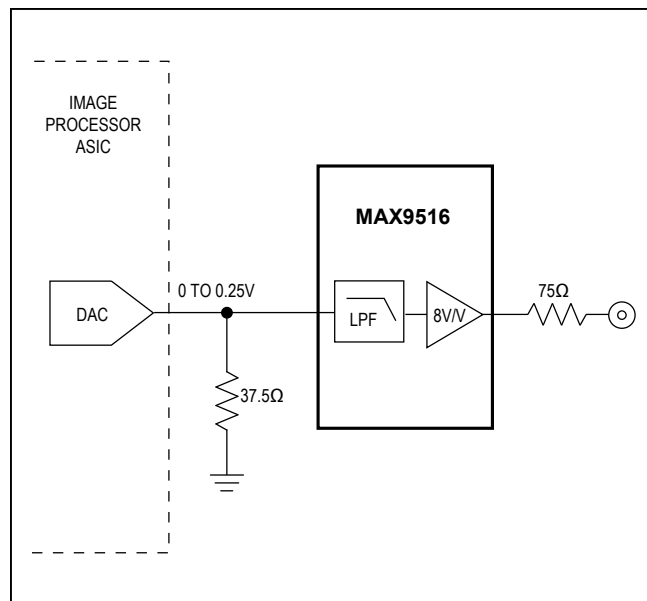 IMAGE
PROCESSOR
ASIC
MAX9516
0 TO 0.25V
75Ω
DAC
LPF
8V/V
37.5Ω